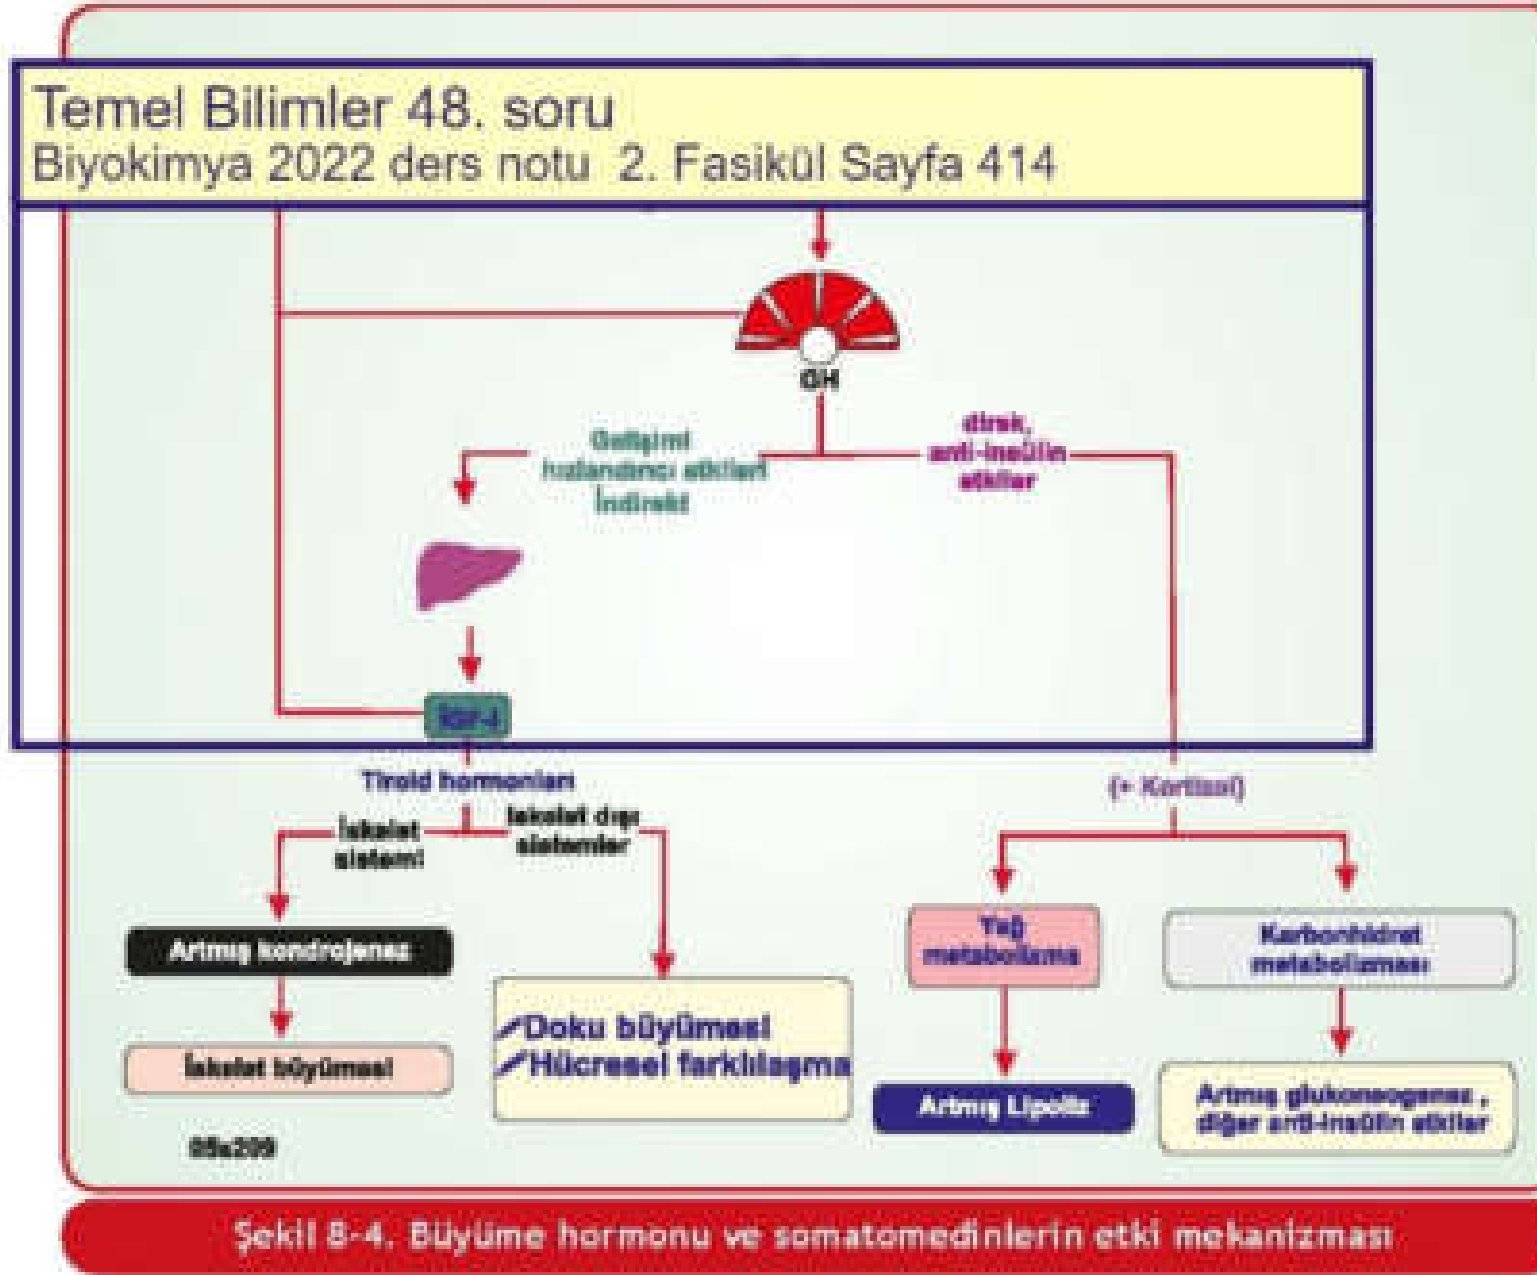 Temel Bilimler 48. soru
Biyokimya 2022 ders notu 2. Fasikül Sayfa 414
GH
Gelişimi
hızlandırıcı etkileri
İndirekt
direk,
anti-insülin
etkiler
IGF-I
Tiroid hormonları
İskelet
sistemi
İskelet dışı
sistemler
(+ Kortizol)
Artmış kondrojenez
İskelet büyümesi
Doku büyümesi
Hücresel farklılaşma
Yağ
metabolizma
Karbonhidrat
metabolizması
Artmış Lipoliz
Artmış glukoneogenez ,
diğer anti-insülin etkiler
Şekil 8-4. Büyüme hormonu ve somatomedinlerin etki mekanizması